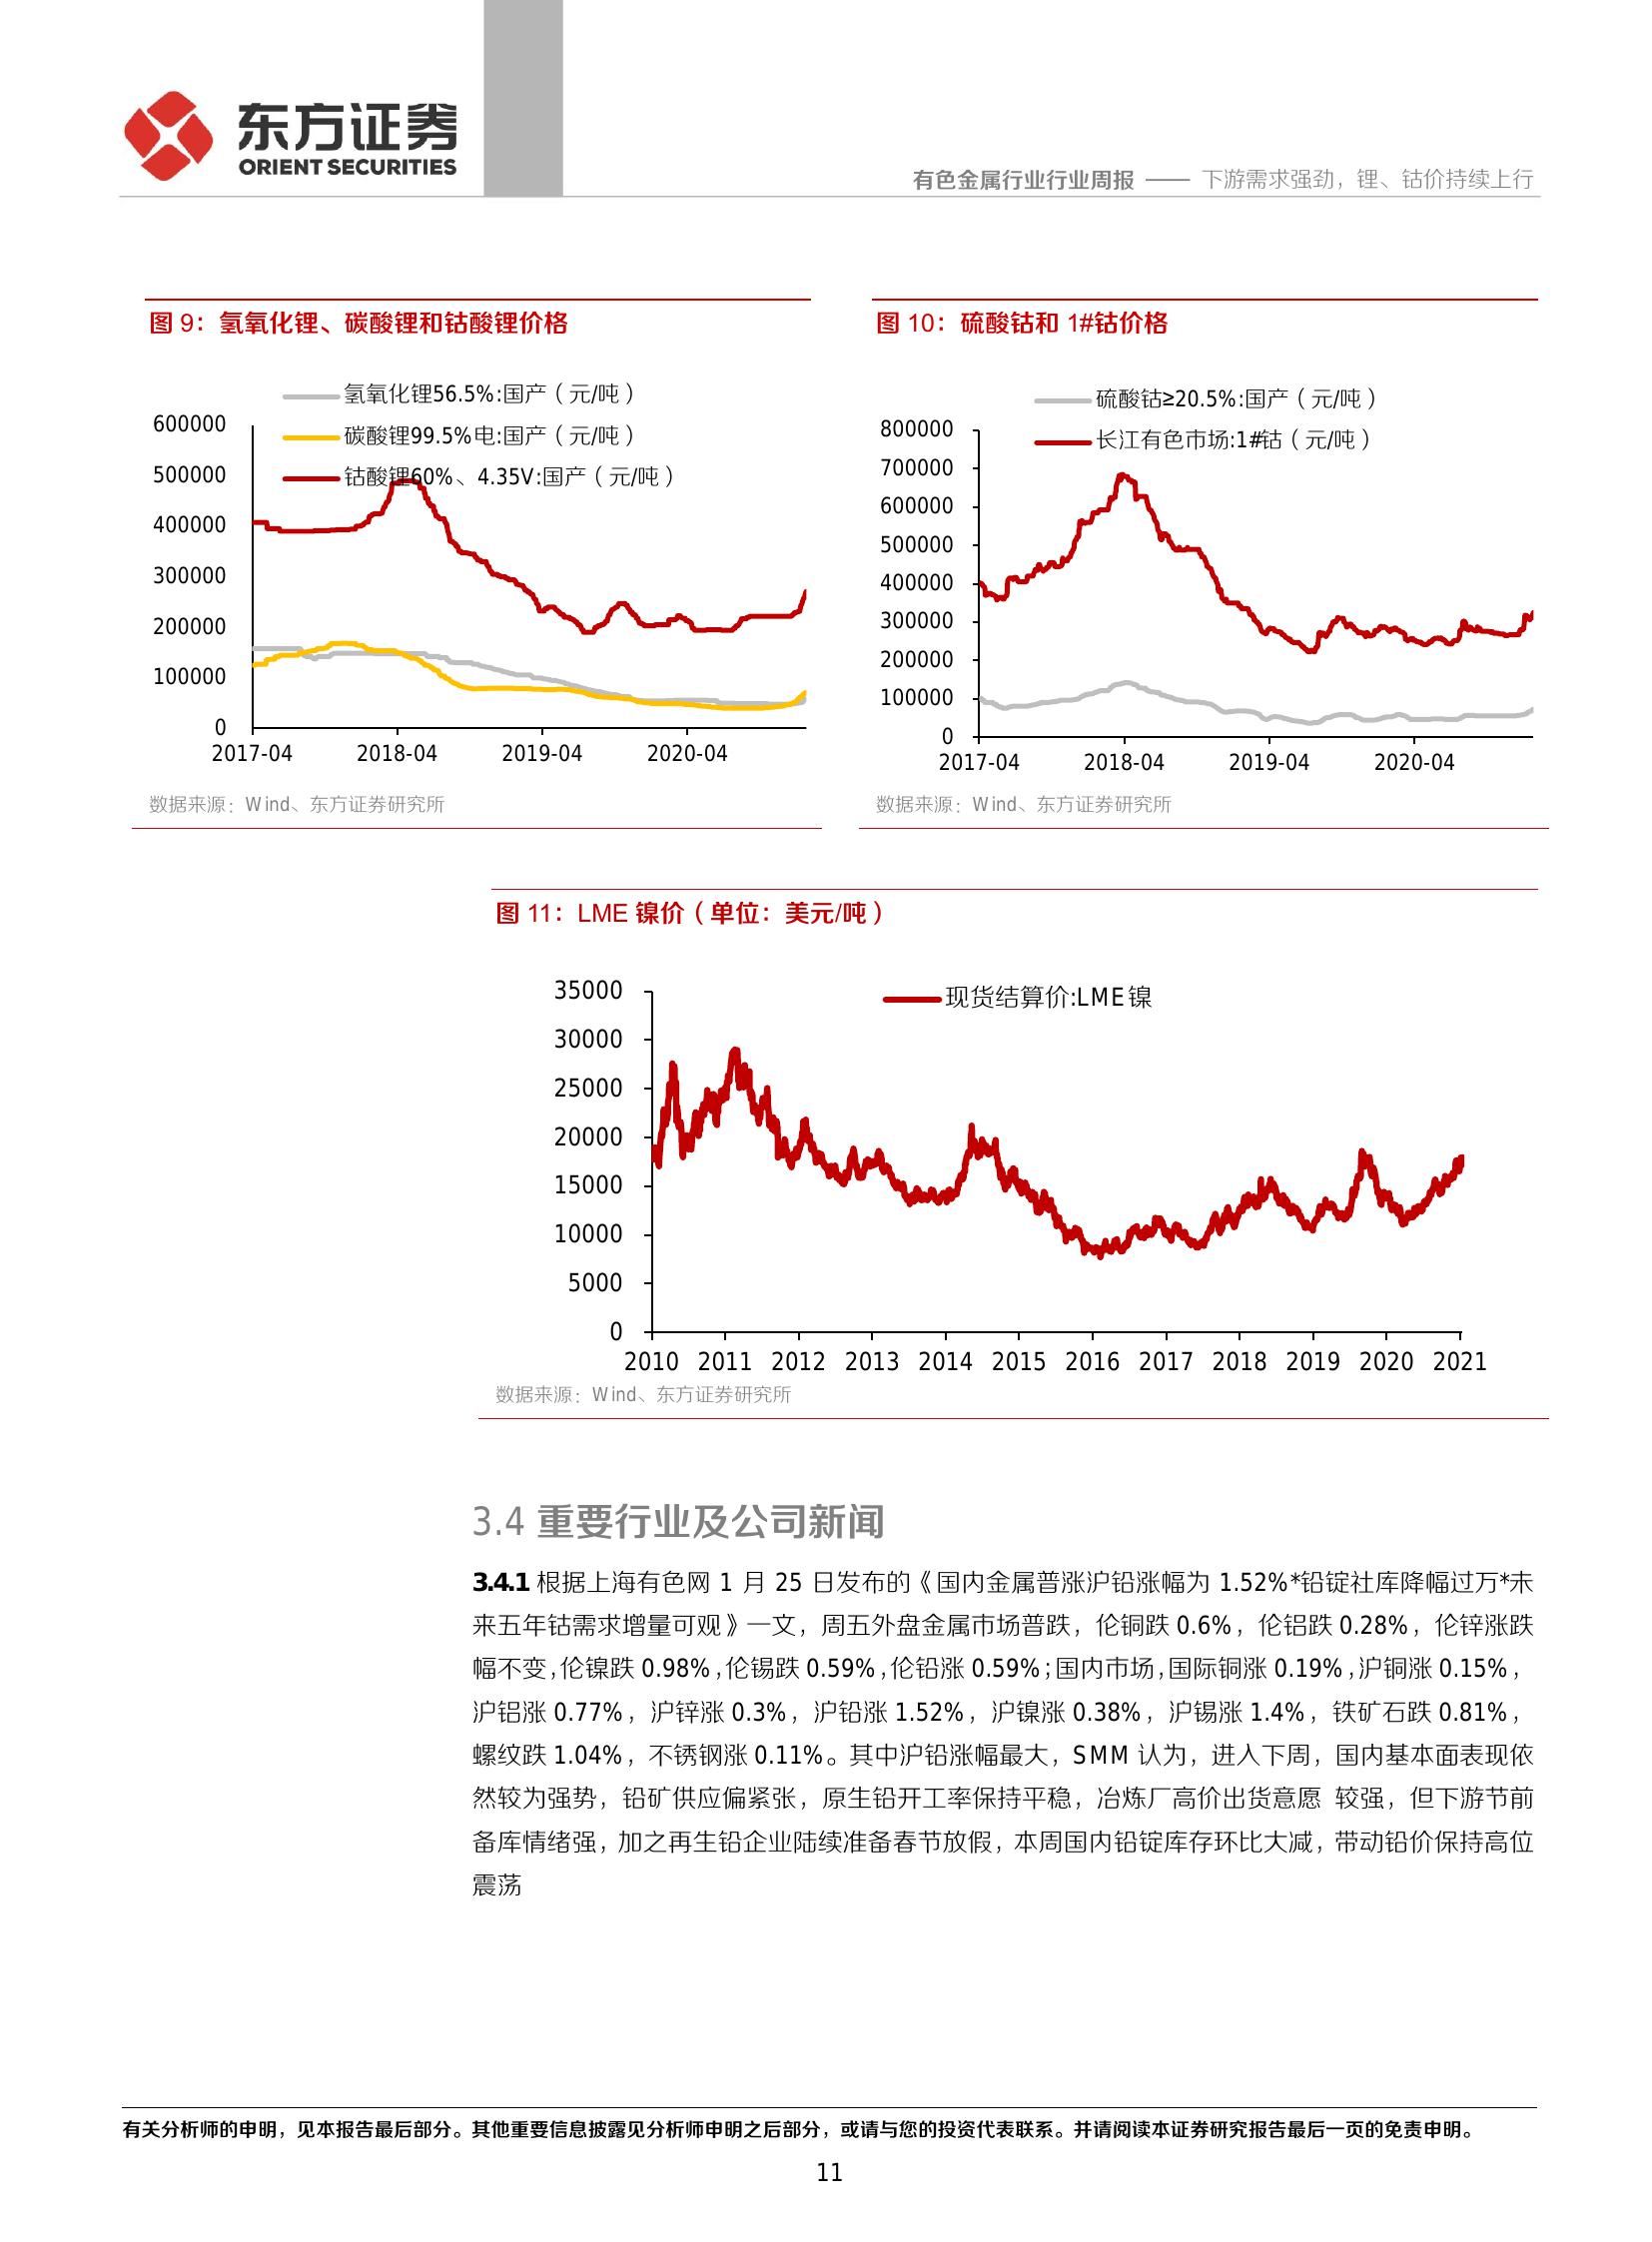 东方证券
ORIENT SECURITIES
有色金属行业行业周报 —— 下游需求强劲，锂、钴价持续上行
图 9：氢氧化锂、碳酸锂和钴酸锂价格
氢氧化锂56.5%:国产（元/吨）
碳酸锂99.5%电:国产（元/吨）
钴酸锂60%、4.35V:国产（元/吨）
600000
500000
400000
300000
200000
100000
0
2017-04 2018-04 2019-04 2020-04
数据来源：Wind、东方证券研究所
图 10：硫酸钴和 1#钴价格
硫酸钴≥20.5%:国产（元/吨）
长江有色市场:1#钴（元/吨）
800000
700000
600000
500000
400000
300000
200000
100000
0
2017-04 2018-04 2019-04 2020-04
数据来源：Wind、东方证券研究所
图 11：LME 镍价（单位：美元/吨）
现货结算价:LME镍
35000
30000
25000
20000
15000
10000
5000
0
2010 2011 2012 2013 2014 2015 2016 2017 2018 2019 2020 2021
数据来源：Wind、东方证券研究所
3.4 重要行业及公司新闻
3.4.1 根据上海有色网 1 月 25 日发布的《国内金属普涨沪铅涨幅为 1.52%*铅锭社库降幅过万*未
来五年钴需求增量可观》一文，周五外盘金属市场普跌，伦铜跌 0.6%，伦铝跌 0.28%，伦锌涨跌
幅不变，伦镍跌 0.98%，伦锡跌 0.59%，伦铅涨 0.59%；国内市场，国际铜涨 0.19%，沪铜涨 0.15%，
沪铝涨 0.77%，沪锌涨 0.3%，沪铅涨 1.52%，沪镍涨 0.38%，沪锡涨 1.4%，铁矿石跌 0.81%，
螺纹跌 1.04%，不锈钢涨 0.11%。其中沪铅涨幅最大，SMM 认为，进入下周，国内基本面表现依
然较为强势，铅矿供应偏紧张，原生铅开工率保持平稳，冶炼厂高价出货意愿 较强，但下游节前
备库情绪强，加之再生铅企业陆续准备春节放假，本周国内铅锭库存环比大减，带动铅价保持高位
震荡
有关分析师的申明，见本报告最后部分。其他重要信息披露见分析师申明之后部分，或请与您的投资代表联系。并请阅读本证券研究报告最后一页的免责申明。
11